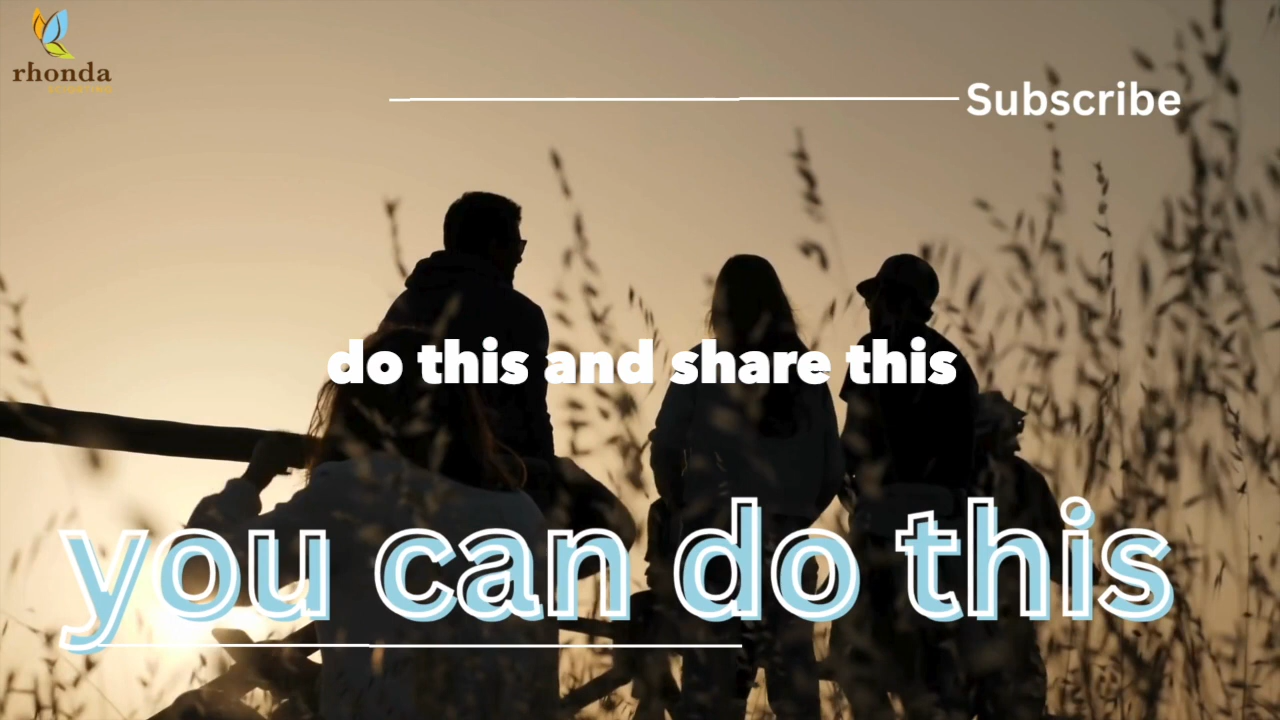 rhonda
Subscribe
do this and share this
you can do this